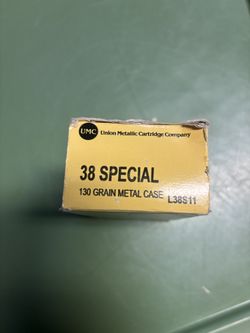 UMC Union Metallic Cartridge Company
38 SPECIAL
130 GRAIN METAL CASE L38S11